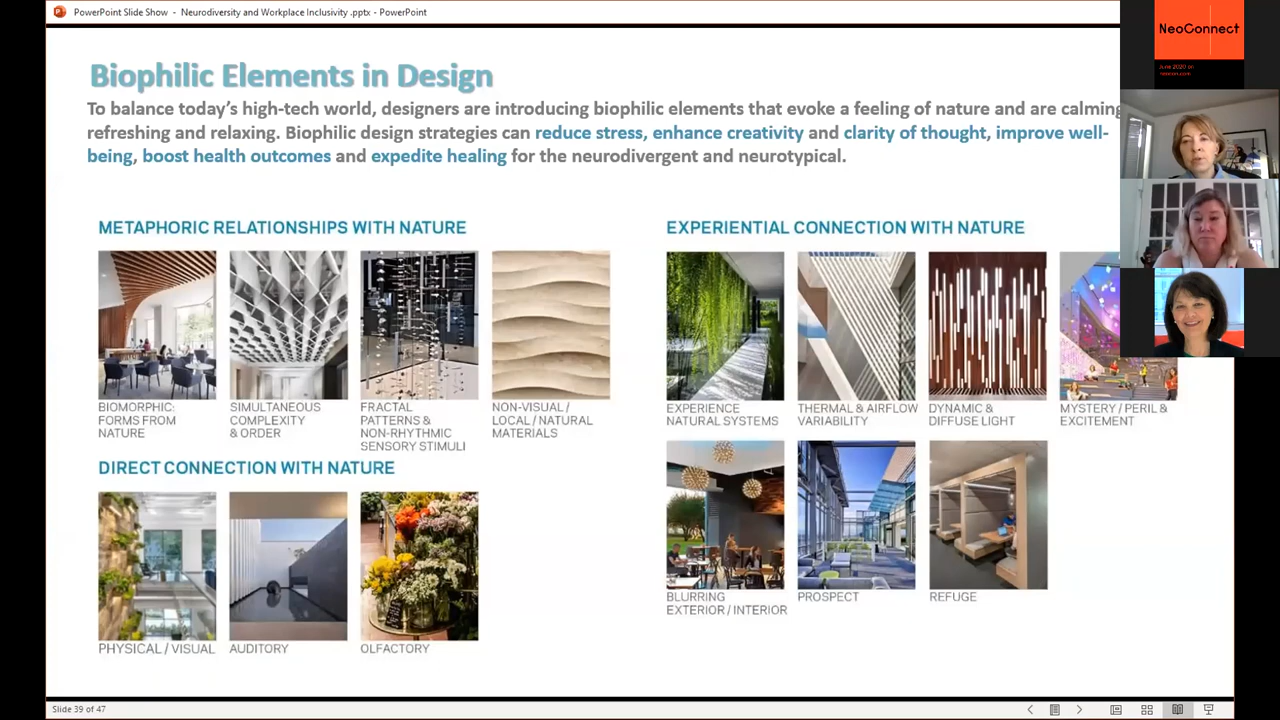 PowerPoint Slide Show - Neurodiversity and Workplace Inclusivity .pptx - PowerPoint
NeoConnect
June 2020 on
Biophilic Elements in Design
To balance today's high-tech world, designers are introducing biophilic elements that evoke a feeling of nature and are calming
refreshing and relaxing. Biophilic design strategies can reduce stress, enhance creativity and clarity of thought, improve well-
being, boost health outcomes and expedite healing for the neurodivergent and neurotypical.
METAPHORIC RELATIONSHIPS WITH NATURE
BIOMORPHIC:
FORMS FROM
NATURE
SIMULTANEOUS
COMPLEXITY
& ORDER
FRACTAL
PATTERNS &
NON-RHYTHMIC
SENSORY STIMULI
NON-VISUAL /
LOCAL / NATURAL
MATERIALS
DIRECT CONNECTION WITH NATURE
PHYSICAL / VISUAL
AUDITORY
OLFACTORY
EXPERIENTIAL CONNECTION WITH NATURE
EXPERIENCE
NATURAL SYSTEMS
THERMAL & AIRFLOW
VARIABILITY
DYNAMIC &
DIFFUSE LIGHT
MYSTERY / PERIL &
EXCITEMENT
BLURRING
EXTERIOR / INTERIOR
PROSPECT
REFUGE
Slide 39 of 47